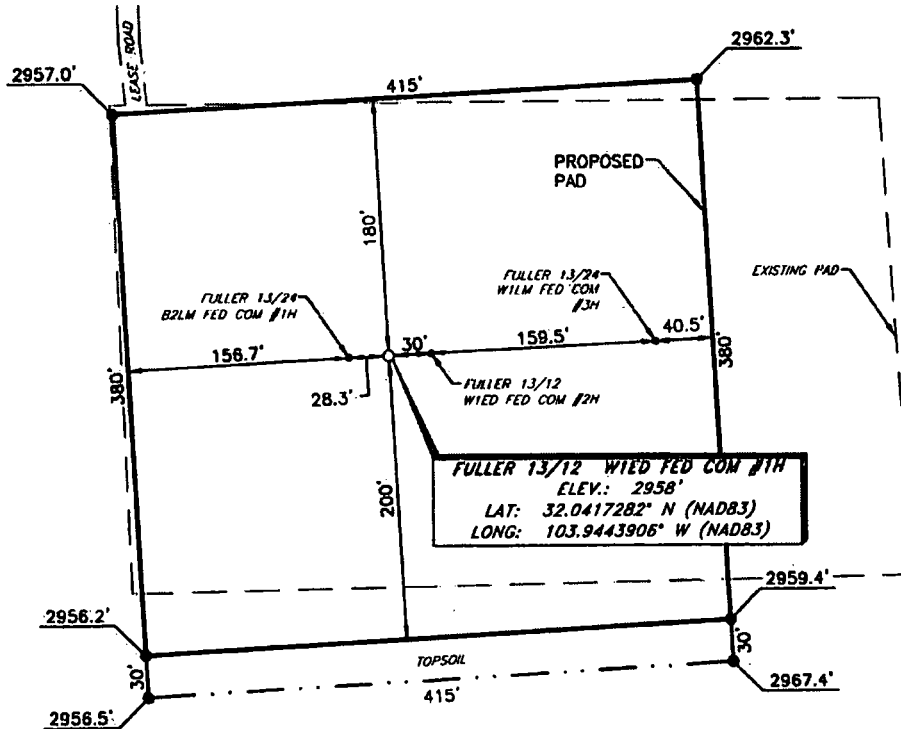 LEASE ROAD
2957.0'
2962.3'
415'
PROPOSED
PAD
180'
EXISTING PAD
FULLER 13/24
B2LM FED COM #1H
FULLER 13/24
W1LM FED COM
#3H
156.7'
28.3'
30'
159.5'
40.5'
380'
380'
FULLER 13/12
W1ED FED COM #2H
200'
FULLER 13/12 W1ED FED COM #1H
ELEV.: 2958'
LAT: 32.0417282° N (NAD83)
LONG: 103.9443906° W (NAD83)
2956.2'
2959.4'
30'
TOPSOIL
30'
415'
2956.5'
2967.4'